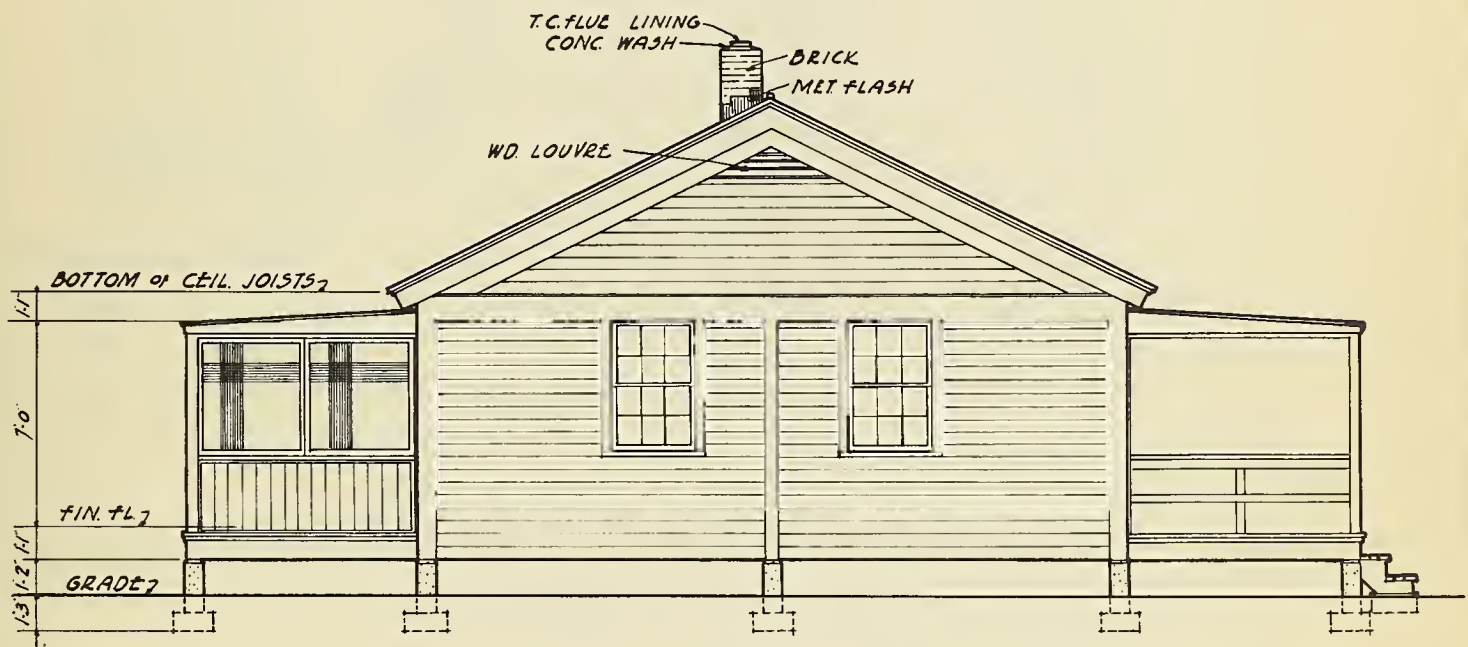 T.C. FLUE LINING
CONC. WASH
BRICK
MET. FLASH
WD. LOUVRE
BOTTOM OF CEIL. JOISTS
1'-1"
7'-0"
FIN. FL.
1'-1"
1'-2"
GRADE
1'-3"